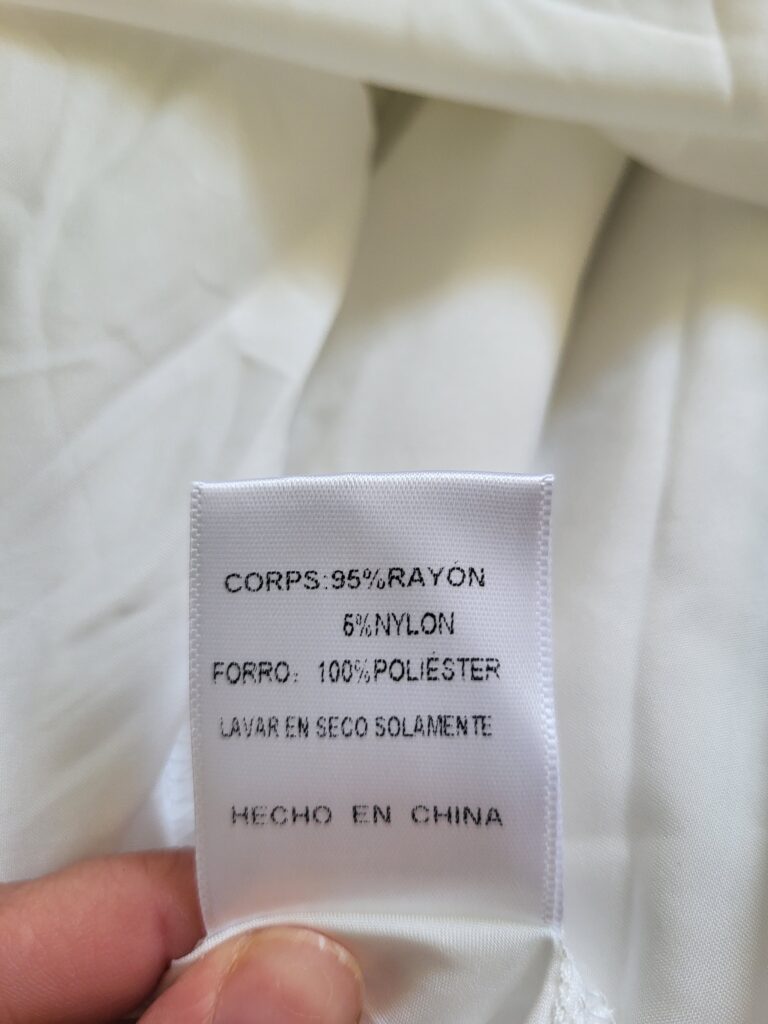 CORPS:95%RAYÓN
5%NYLON
FORRO: 100%POLIÉSTER
LAVAR EN SECO SOLAMENTE
HECHO EN CHINA